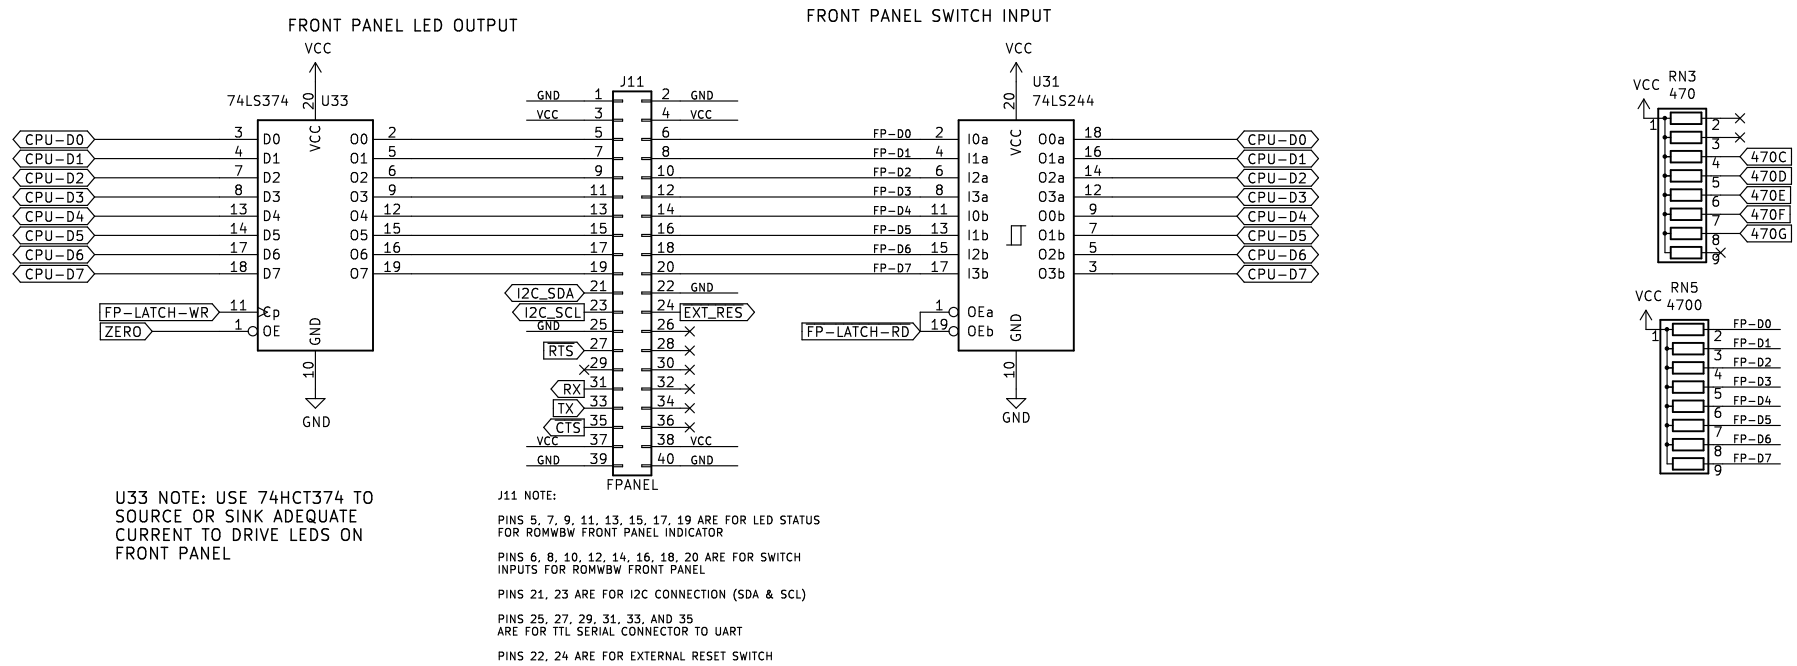 FRONT PANEL LED OUTPUT
FRONT PANEL SWITCH INPUT
VCC
VCC
J11
U31
RN3
74LS374
U33
74LS244
VCC
470
20
VCC
GND 1 2 GND
20
VCC
1
VCC 3 4 VCC
2
CPU-D0 3 D0 O0 2 5 6 FP-D0 2 I0a O0a 18 CPU-D0
3
CPU-D1 4 D1 O1 5 7 8 FP-D1 4 I1a O1a 16 CPU-D1
4 470C
CPU-D2 7 D2 O2 6 9 10 FP-D2 6 I2a O2a 14 CPU-D2
5 470D
CPU-D3 8 D3 O3 9 11 12 FP-D3 8 I3a O3a 12 CPU-D3
6 470E
CPU-D4 13 D4 O4 12 13 14 FP-D4 11 I0b O0b 9 CPU-D4
7 470F
CPU-D5 14 D5 O5 15 15 16 FP-D5 13 I1b O1b 7 CPU-D5
8 470G
CPU-D6 17 D6 O6 16 17 18 FP-D6 15 I2b O2b 5 CPU-D6
9
CPU-D7 18 D7 O7 19 19 20 FP-D7 17 I3b O3b 3 CPU-D7
I2C_SDA 21 22 GND
FP-LATCH-WR 11 Cp
I2C_SCL 23 24 EXT_RES
1 OEa
ZERO 1 OE
GND
GND 25 26
FP-LATCH-RD 19 OEb
GND
RTS 27 28
10
29 30
10
RX 31 32
TX 33 34
GND
CTS 35 36
GND
VCC 37 38 VCC
GND 39 40 GND
FPANEL
RN5
VCC
4700
1
2 FP-D0
3 FP-D1
4 FP-D2
5 FP-D3
6 FP-D4
7 FP-D5
8 FP-D6
9 FP-D7
U33 NOTE: USE 74HCT374 TO
SOURCE OR SINK ADEQUATE
CURRENT TO DRIVE LEDS ON
FRONT PANEL
J11 NOTE:
PINS 5, 7, 9, 11, 13, 15, 17, 19 ARE FOR LED STATUS
FOR ROMWBW FRONT PANEL INDICATOR
PINS 6, 8, 10, 12, 14, 16, 18, 20 ARE FOR SWITCH
INPUTS FOR ROMWBW FRONT PANEL
PINS 21, 23 ARE FOR I2C CONNECTION (SDA & SCL)
PINS 25, 27, 29, 31, 33, AND 35
ARE FOR TTL SERIAL CONNECTOR TO UART
PINS 22, 24 ARE FOR EXTERNAL RESET SWITCH